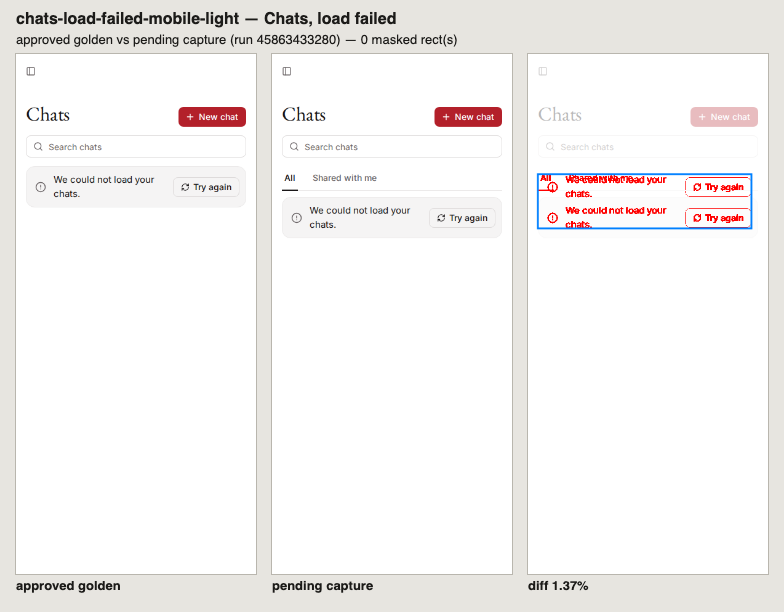 chats-load-failed-mobile-light — Chats, load failed
approved golden vs pending capture (run 45863433280) — 0 masked rect(s)
Chats
+ New chat
Search chats
We could not load your
chats.
Try again
approved golden
Chats
+ New chat
Search chats
All
Shared with me
We could not load your
chats.
Try again
pending capture
Chats
+ New chat
Search chats
All
Shared with me
We could not load your
chats.
Try again
We could not load your
chats.
Try again
diff 1.37%